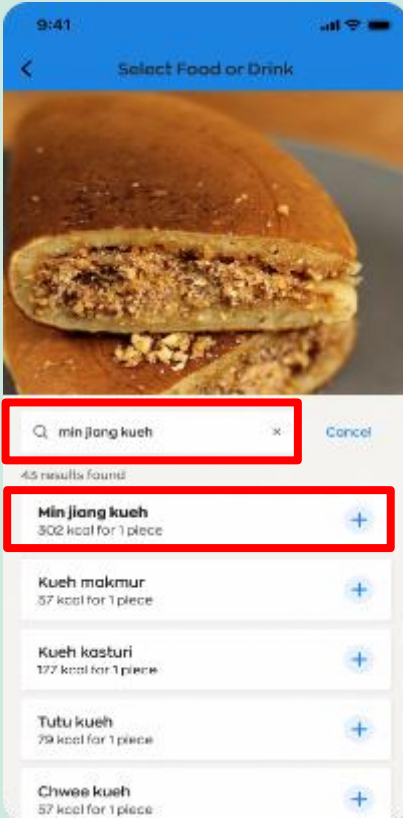 9:41
Select Food or Drink
min jiang kueh
Cancel
43 results found
Min jiang kueh
302 kcal for 1 piece
Kueh makmur
57 kcal for 1 piece
Kueh kasturi
177 kcal for 1 piece
Tutu kueh
79 kcal for 1 piece
Chwee kueh
57 kcal for 1 piece